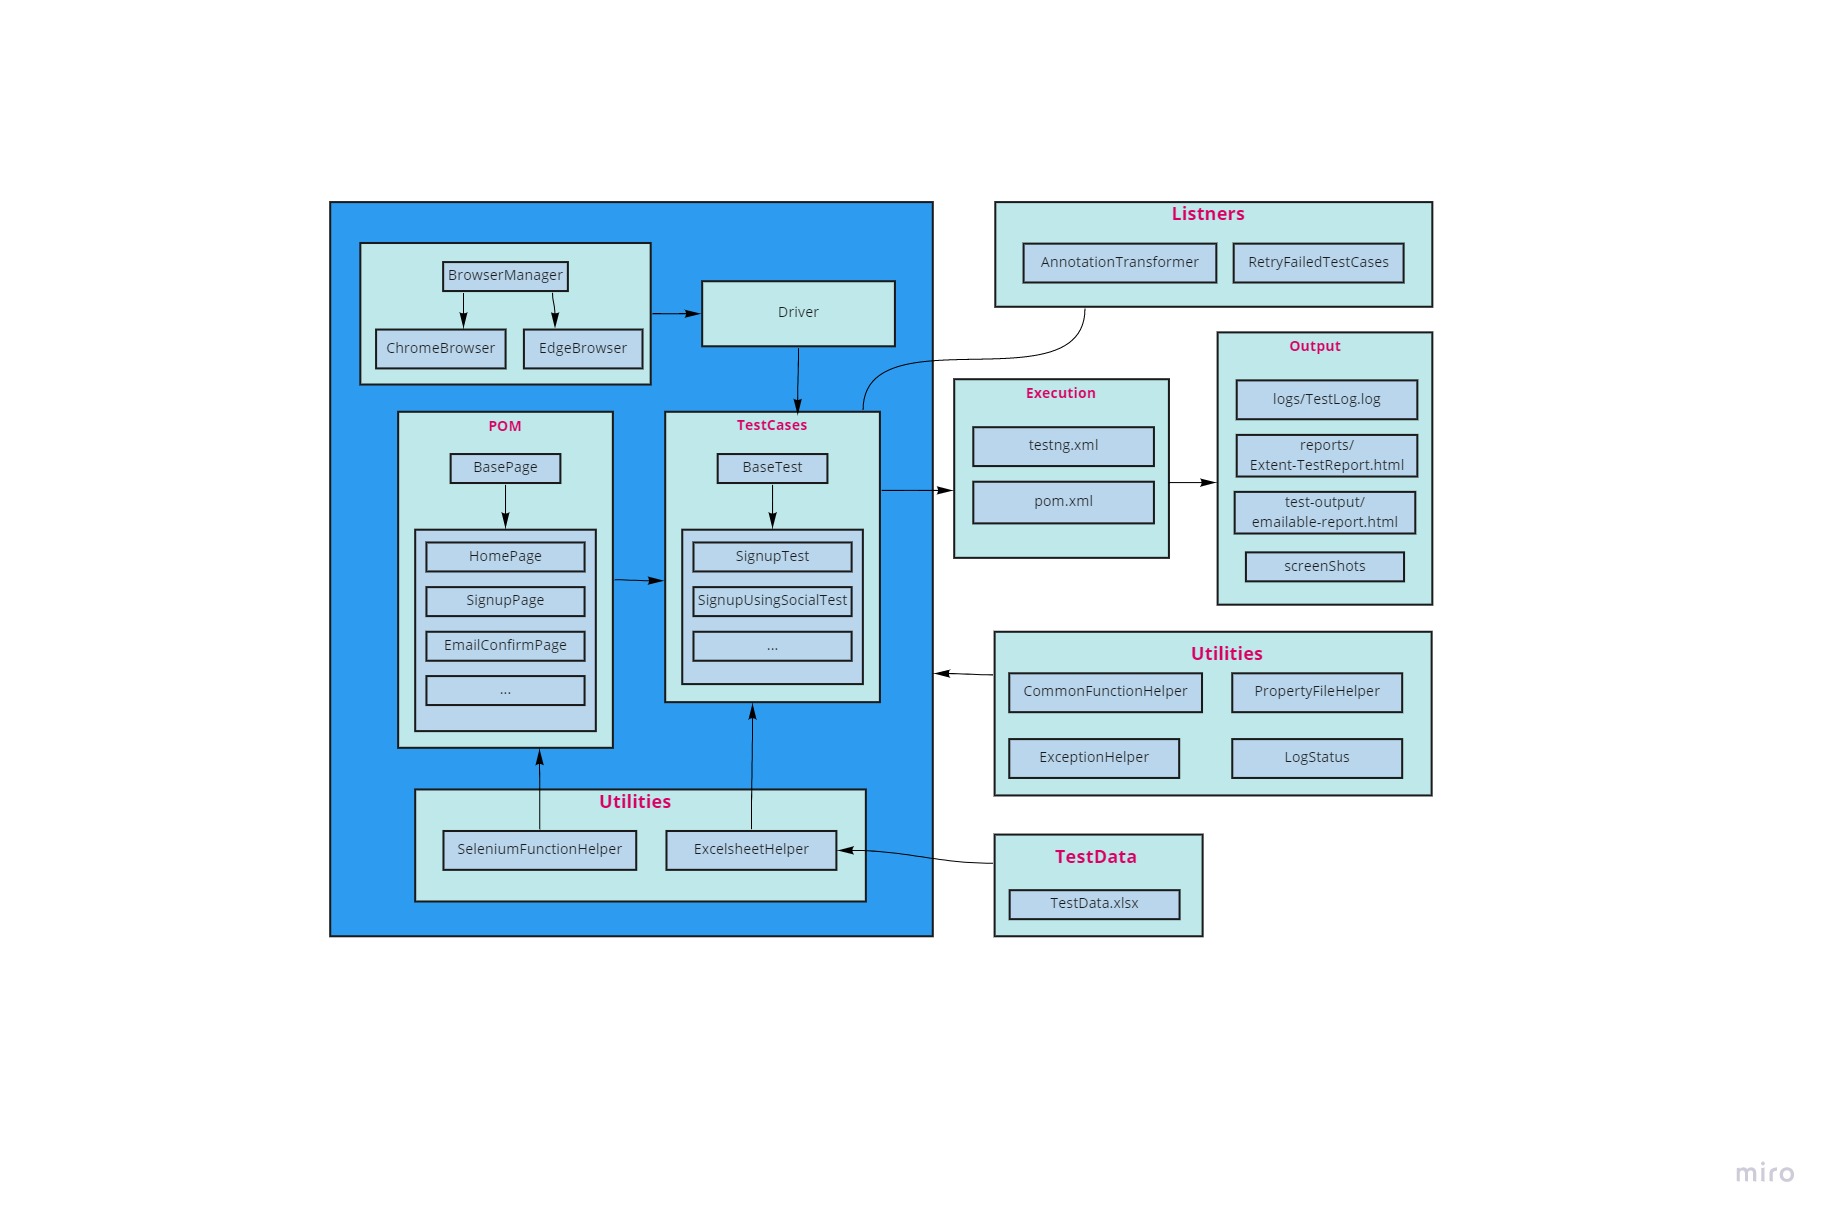 BrowserManager
ChromeBrowser
EdgeBrowser
Driver
POM
BasePage
HomePage
SignupPage
EmailConfirmPage
...
TestCases
BaseTest
SignupTest
SignupUsingSocialTest
...
Utilities
SeleniumFunctionHelper
ExcelsheetHelper
Listners
AnnotationTransformer
RetryFailedTestCases
Execution
testng.xml
pom.xml
Output
logs/TestLog.log
reports/
Extent-TestReport.html
test-output/
emailable-report.html
screenShots
Utilities
CommonFunctionHelper
PropertyFileHelper
ExceptionHelper
LogStatus
TestData
TestData.xlsx
miro